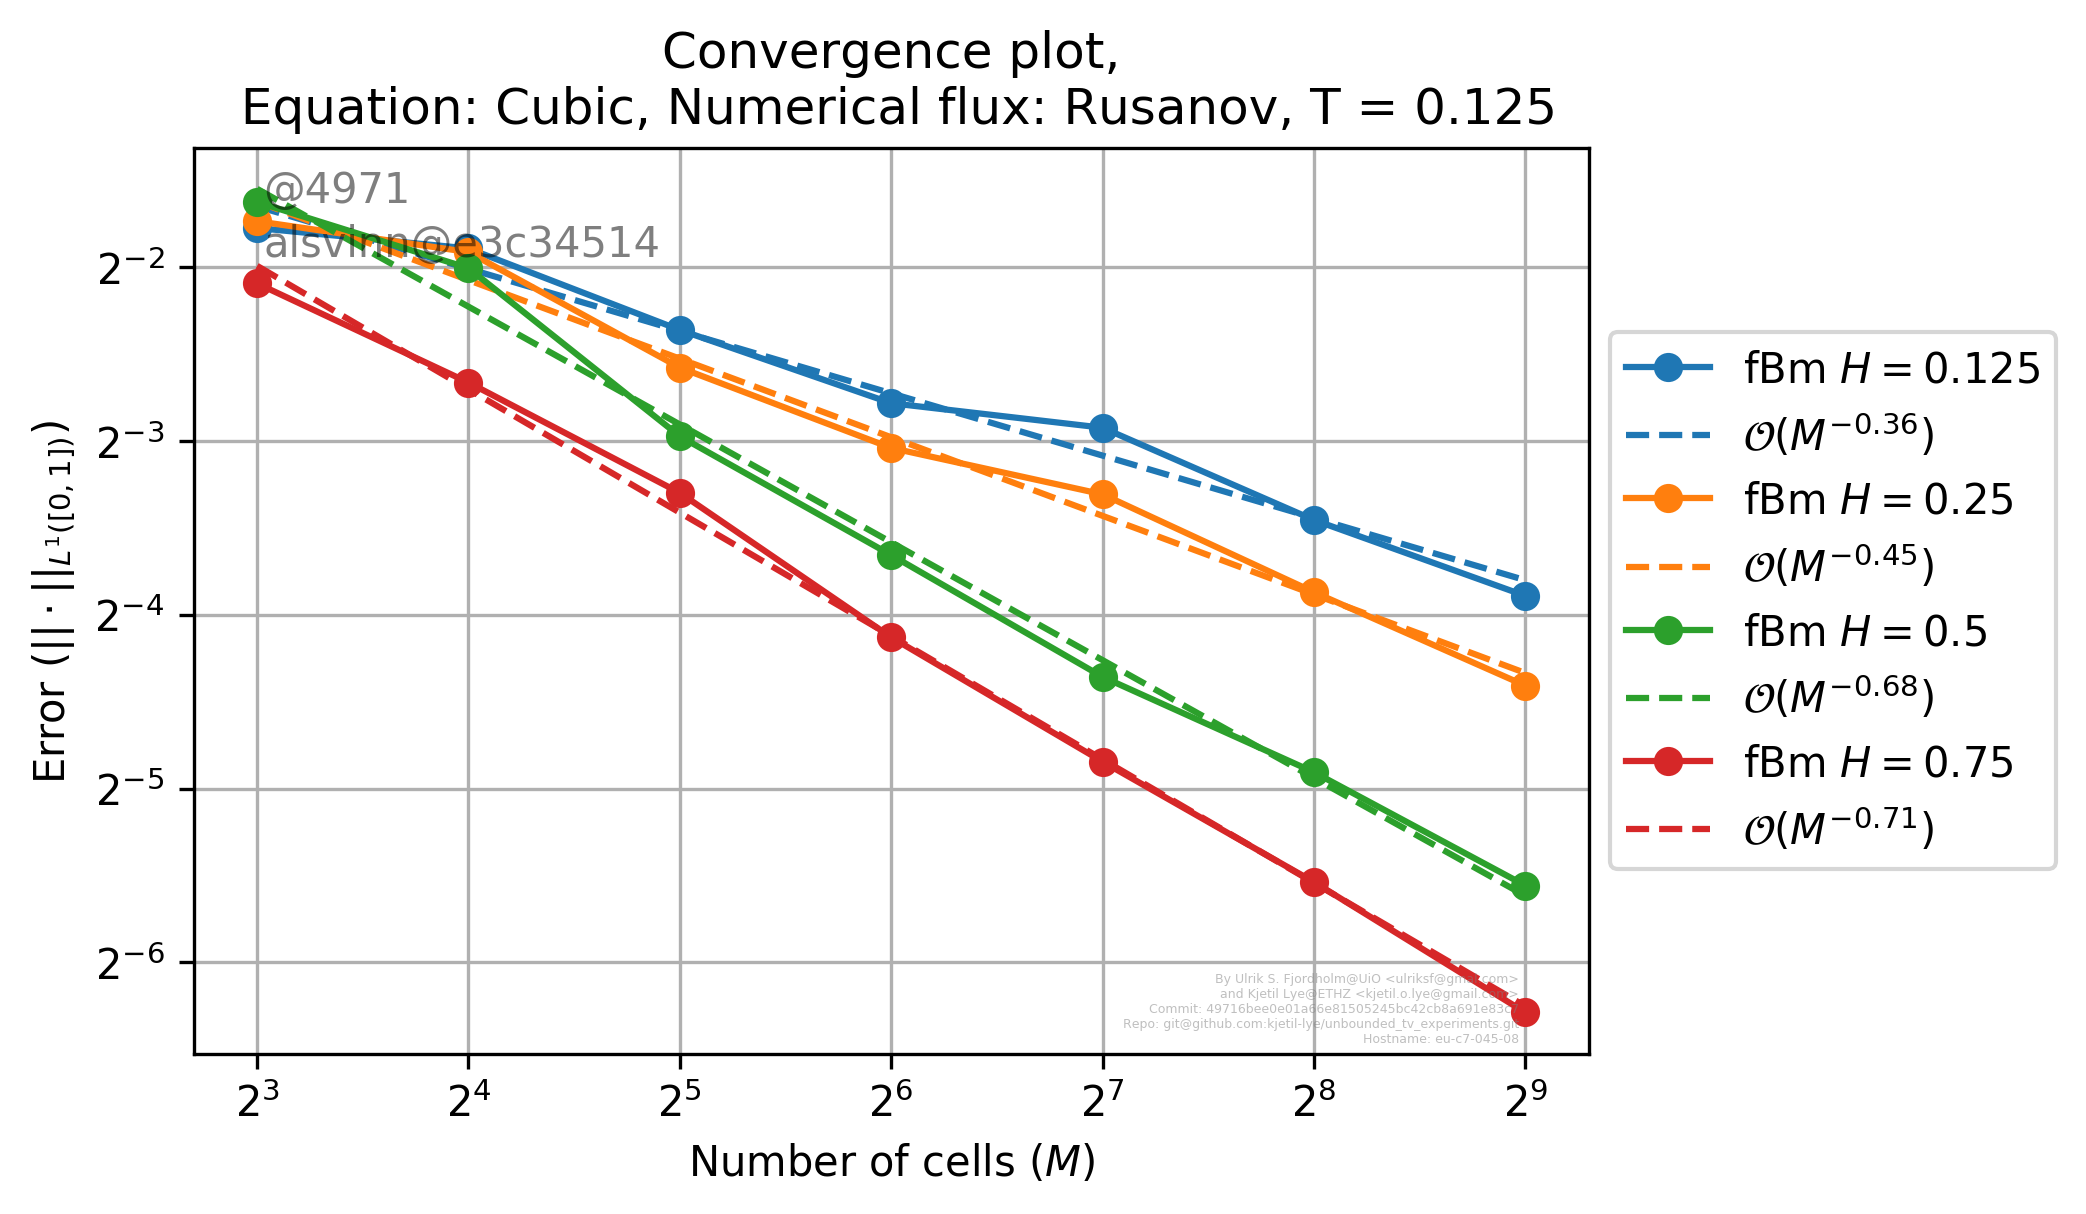 Convergence plot,
Equation: Cubic, Numerical flux: Rusanov, T = 0.125
@4971
alsvinn@e3c34514
2⁻²
2⁻³
2⁻⁴
2⁻⁵
2⁻⁶
Error (|| · ||_{L¹([0,1])})
2³ 2⁴ 2⁵ 2⁶ 2⁷ 2⁸ 2⁹
Number of cells (M)
fBm H = 0.125
𝒪(M⁻⁰·³⁶)
fBm H = 0.25
𝒪(M⁻⁰·⁴⁵)
fBm H = 0.5
𝒪(M⁻⁰·⁶⁸)
fBm H = 0.75
𝒪(M⁻⁰·⁷¹)
By Ulrik S. Fjordholm@UiO <ulriksf@gmail.com>
and Kjetil Lye@ETHZ <kjetil.o.lye@gmail.com>
Commit:
Repo: git@github.com:kjetil-lye/unbounded_tv_experiments.git
Hostname: eu-c7-045-08